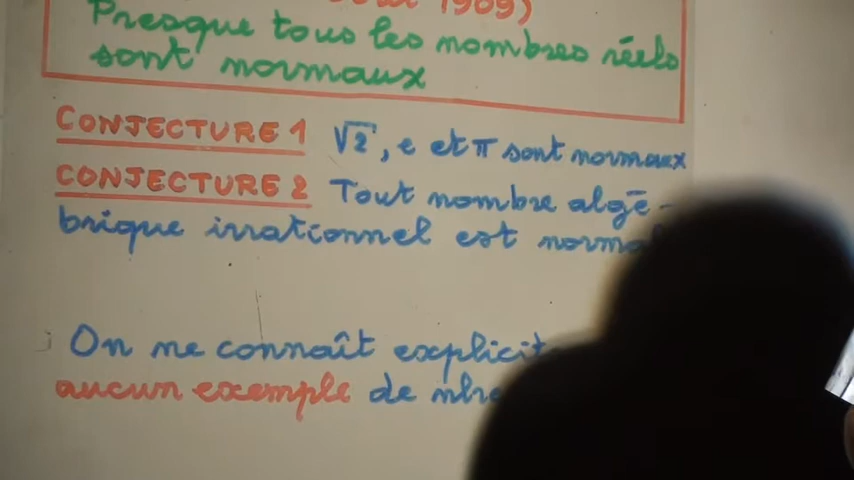 1909)
Presque tous les nombres réels
sont normaux
CONJECTURE 1 √2, e et π sont normaux
CONJECTURE 2 Tout nombre algé-
brique irrationnel est
On ne connaît
aucun exemple de